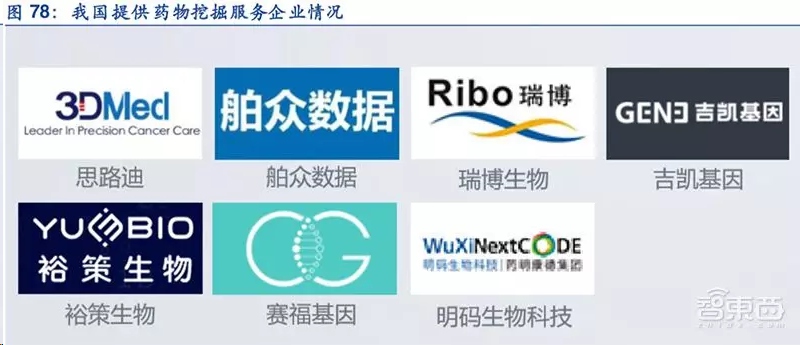 图 78：我国提供药物挖掘服务企业情况
3DMed
Leader In Precision Cancer Care
舶众数据
Ribo 瑞博
GENE 吉凯基因
思路迪
舶众数据
瑞博生物
吉凯基因
YUCEBIO
裕策生物
CG
WuXiNextCODE
明码生物科技|药明康德集团
裕策生物
赛福基因
明码生物科技
智東西
zhidx.com